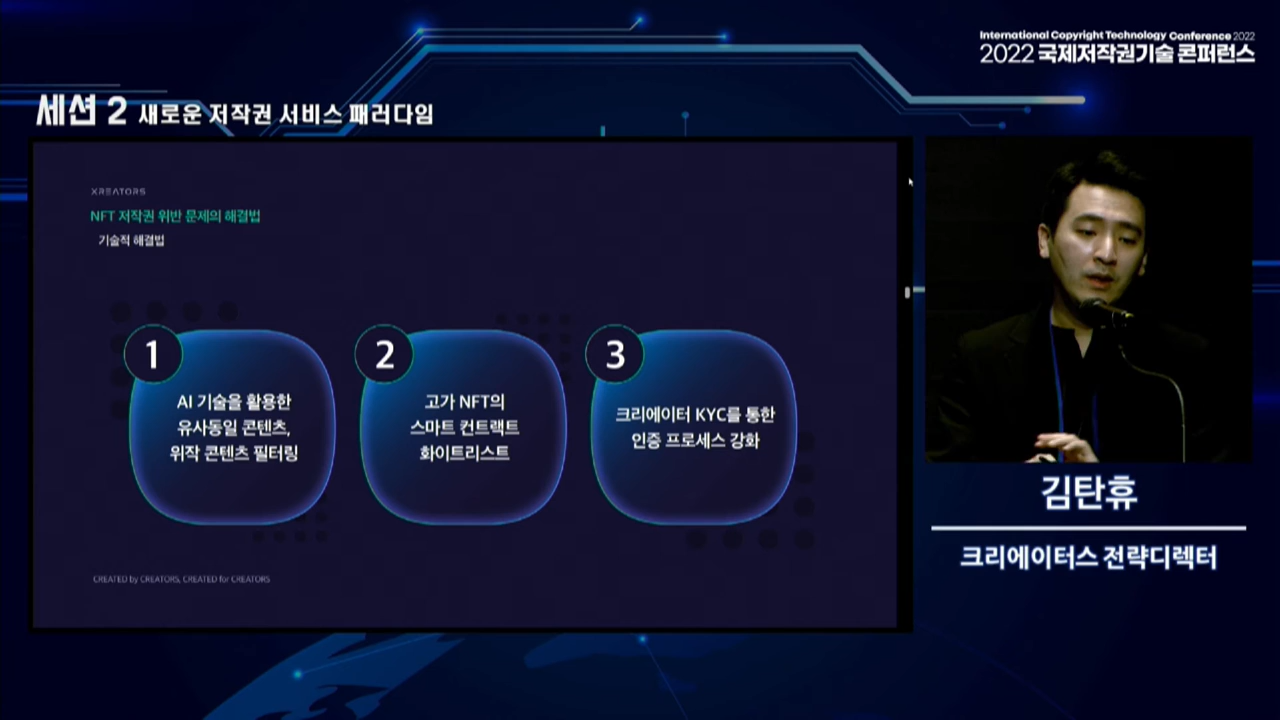 International Copyright Technology Conference 2022
2022 국제저작권기술 콘퍼런스
세션 2 새로운 저작권 서비스 패러다임
XREATORS
NFT 저작권 위반 문제의 해결법
기술적 해결법
1
AI 기술을 활용한
유사동일 콘텐츠,
위작 콘텐츠 필터링
2
고가 NFT의
스마트 컨트랙트
화이트리스트
3
크리에이터 KYC를 통한
인증 프로세스 강화
CREATED by CREATORS, CREATED for CREATORS
김탄휴
크리에이터스 전략디렉터